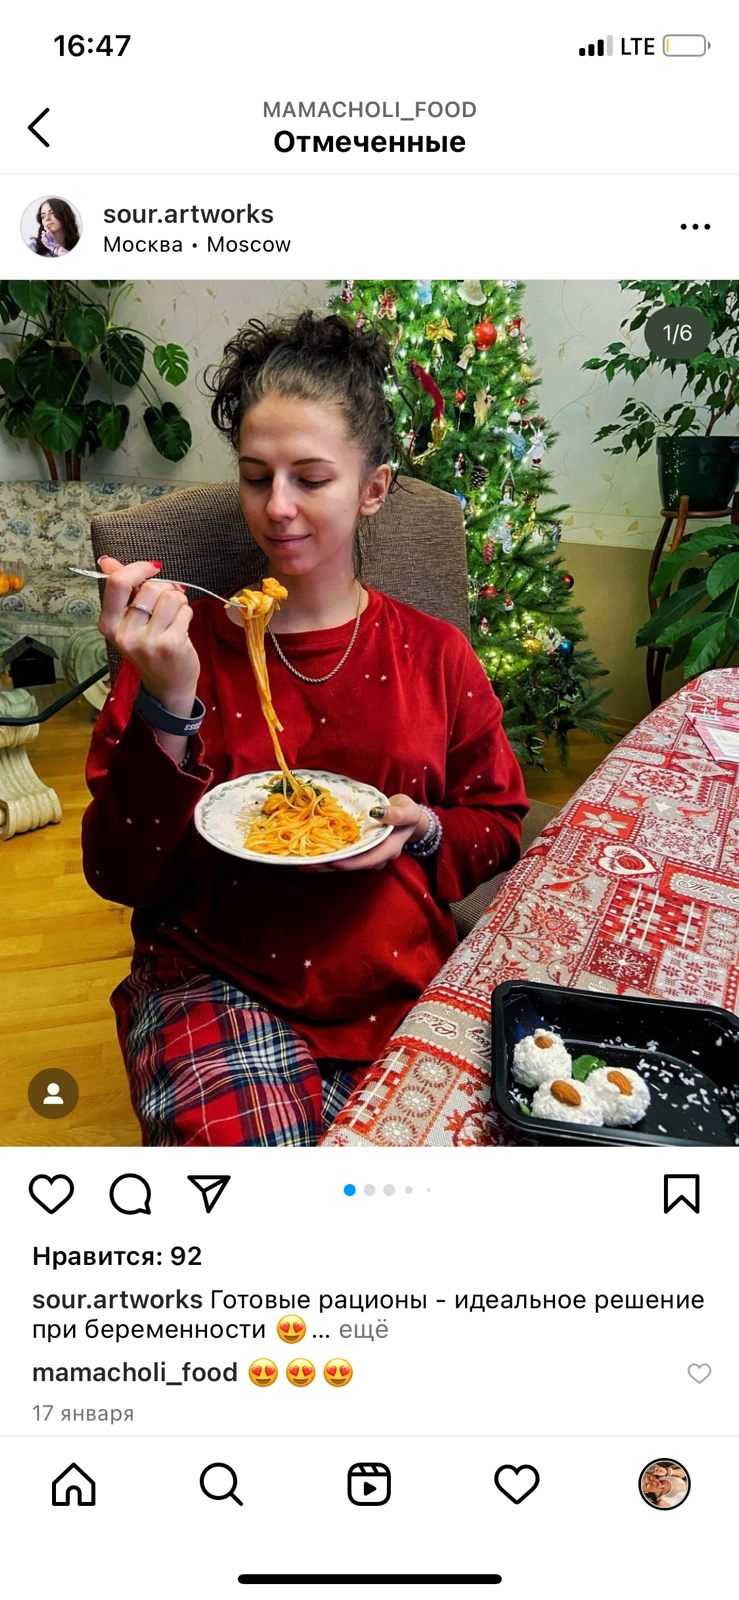 16:47
LTE
MAMACHOLI_FOOD
Отмеченные
sour.artworks
Москва • Moscow
1/6
Нравится: 92
sour.artworks Готовые рационы - идеальное решение
при беременности 😍... ещё
mamacholi_food 😍 😍 😍
17 января